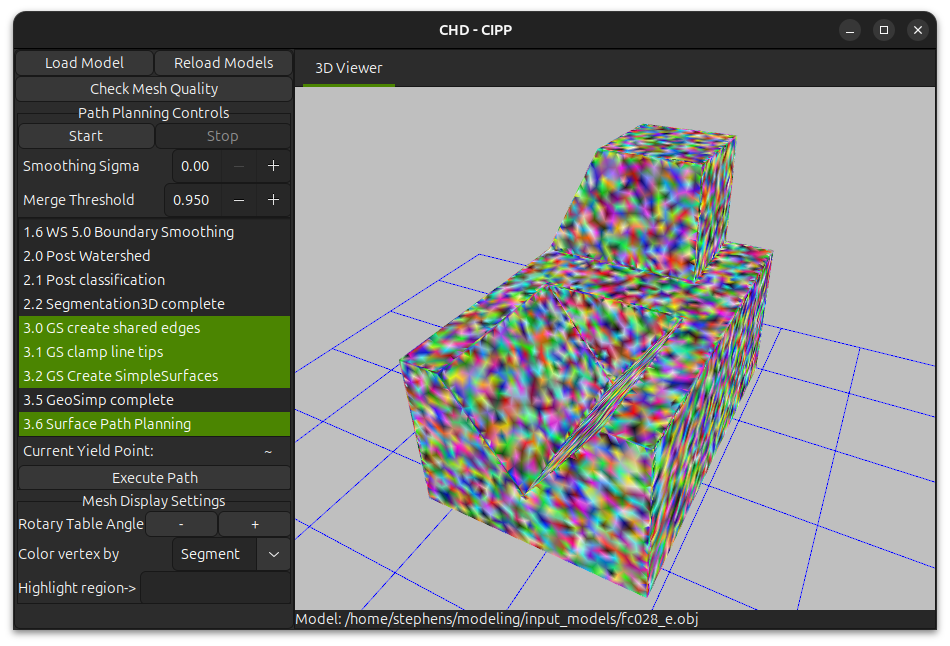 CHD - CIPP
Load Model
Reload Models
Check Mesh Quality
Path Planning Controls
Start
Stop
Smoothing Sigma 0.00 — +
Merge Threshold 0.950 — +
1.6 WS 5.0 Boundary Smoothing
2.0 Post Watershed
2.1 Post classification
2.2 Segmentation3D complete
3.0 GS create shared edges
3.1 GS clamp line tips
3.2 GS Create SimpleSurfaces
3.5 GeoSimp complete
3.6 Surface Path Planning
Current Yield Point: ~
Execute Path
Mesh Display Settings
Rotary Table Angle - +
Color vertex by Segment
Highlight region->
3D Viewer
Model: /home/stephens/modeling/input_models/fc028_e.obj